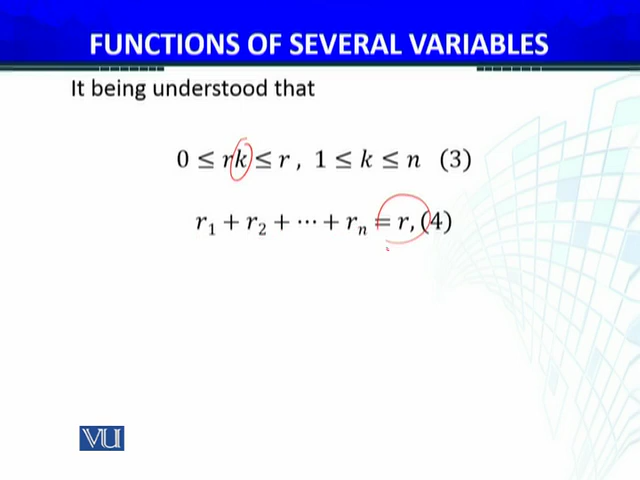 FUNCTIONS OF SEVERAL VARIABLES
It being understood that
0 ≤ rk ≤ r , 1 ≤ k ≤ n (3)
r₁ + r₂ + ⋯ + rₙ = r, (4)
VU